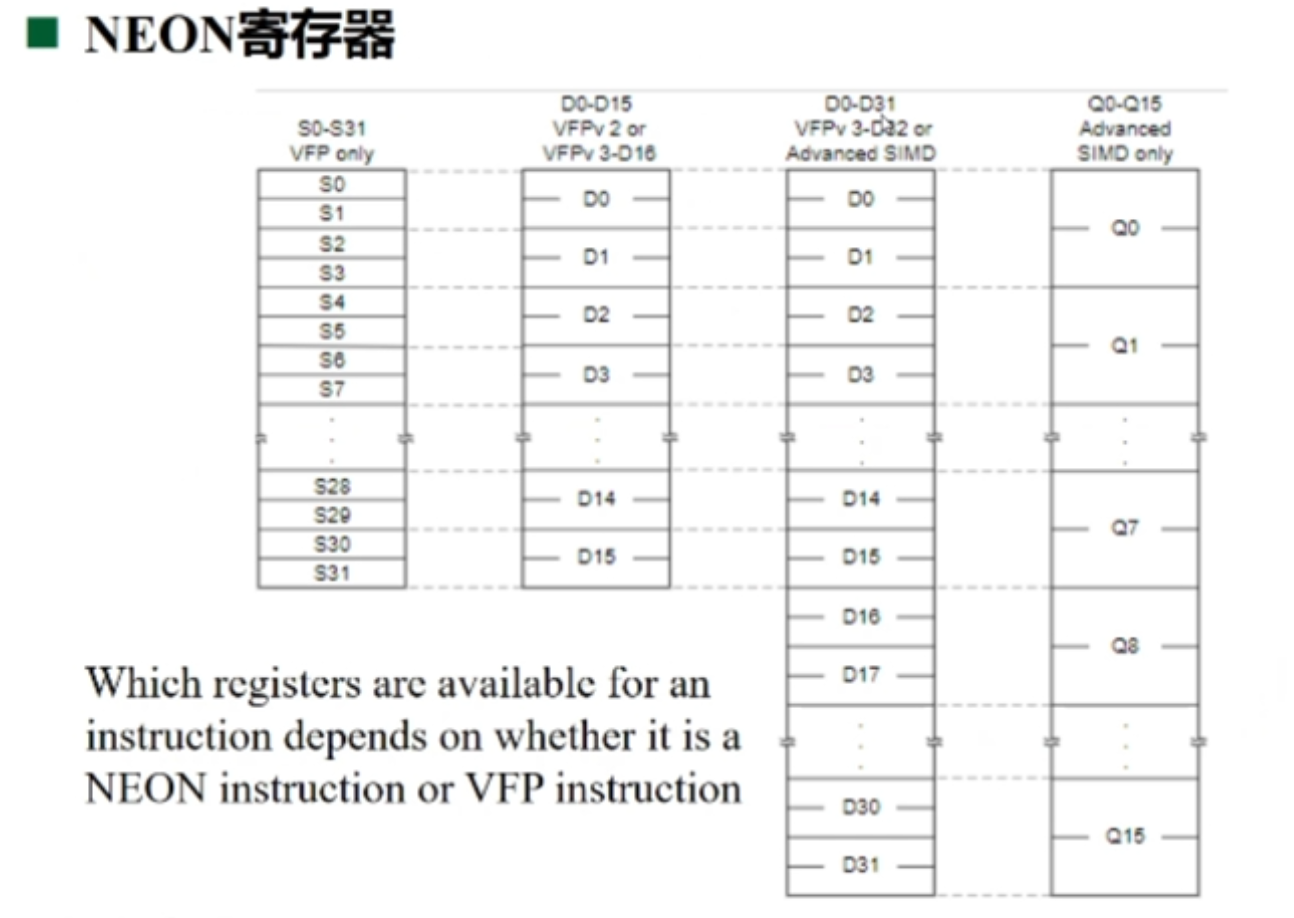 NEON寄存器
S0-S31
VFP only
D0-D15
VFPv 2 or
VFPv 3-D16
D0-D31
VFPv 3-D32 or
Advanced SIMD
Q0-Q15
Advanced
SIMD only
S0
S1
S2
S3
S4
S5
S6
S7
S28
S29
S30
S31
D0
D1
D2
D3
D14
D15
D0
D1
D2
D3
D14
D15
D16
D17
D30
D31
Q0
Q1
Q7
Q8
Q15
Which registers are available for an
instruction depends on whether it is a
NEON instruction or VFP instruction